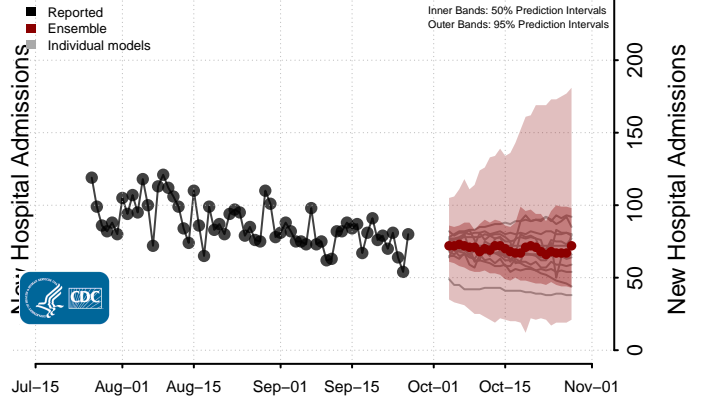 Reported
Ensemble
Individual models
Inner Bands: 50% Prediction Intervals
Outer Bands: 95% Prediction Intervals
New Hospital Admissions
New Hospital Admissions
200
150
100
50
0
CDC
Jul–15
Aug–01
Aug–15
Sep–01
Sep–15
Oct–01
Oct–15
Nov–01